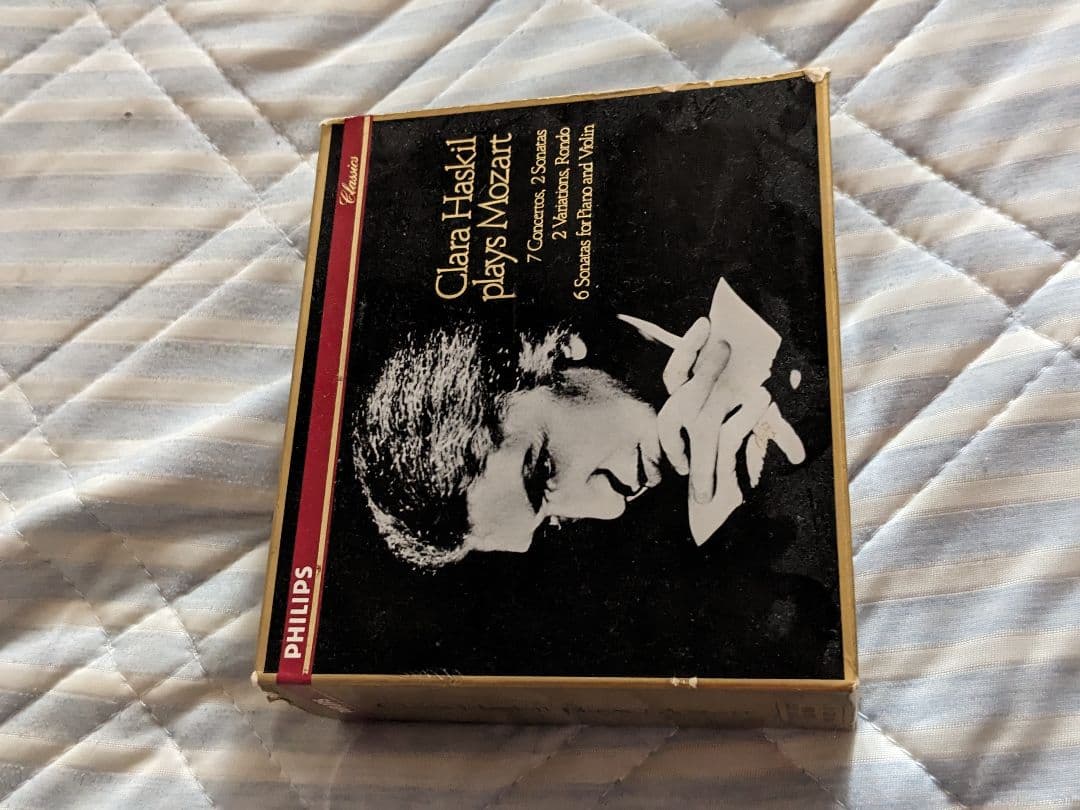 PHILIPS
Classics
Clara Haskil
plays Mozart
7 Concertos, 2 Sonatas
2 Variations, Rondo
6 Sonatas for Piano and Violin